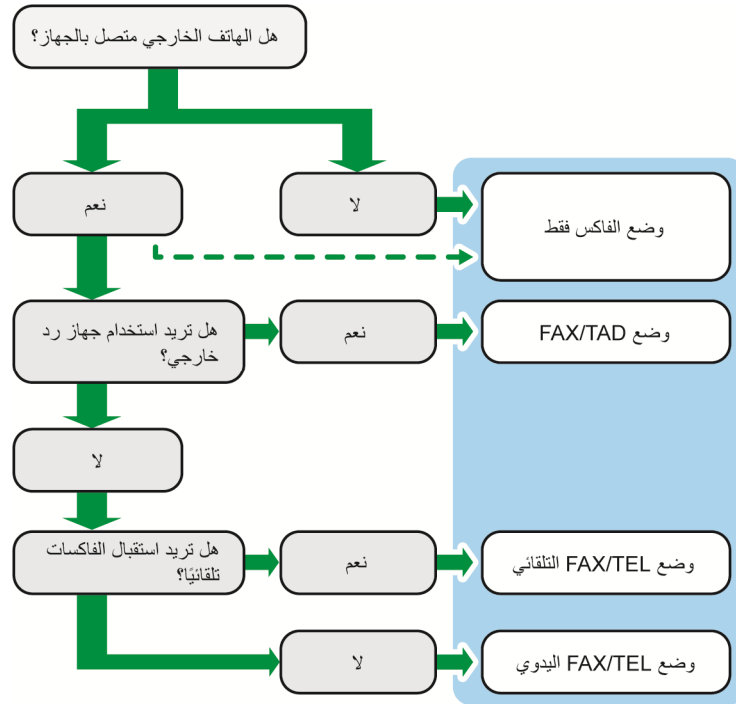 هل الهاتف الخارجي متصل بالجهاز؟
نعم
لا
وضع الفاكس فقط
هل تريد استخدام جهاز رد
خارجي؟
نعم
وضع FAX/TAD
لا
هل تريد استقبال الفاكسات
تلقائيًا؟
نعم
وضع FAX/TEL التلقائي
لا
وضع FAX/TEL اليدوي